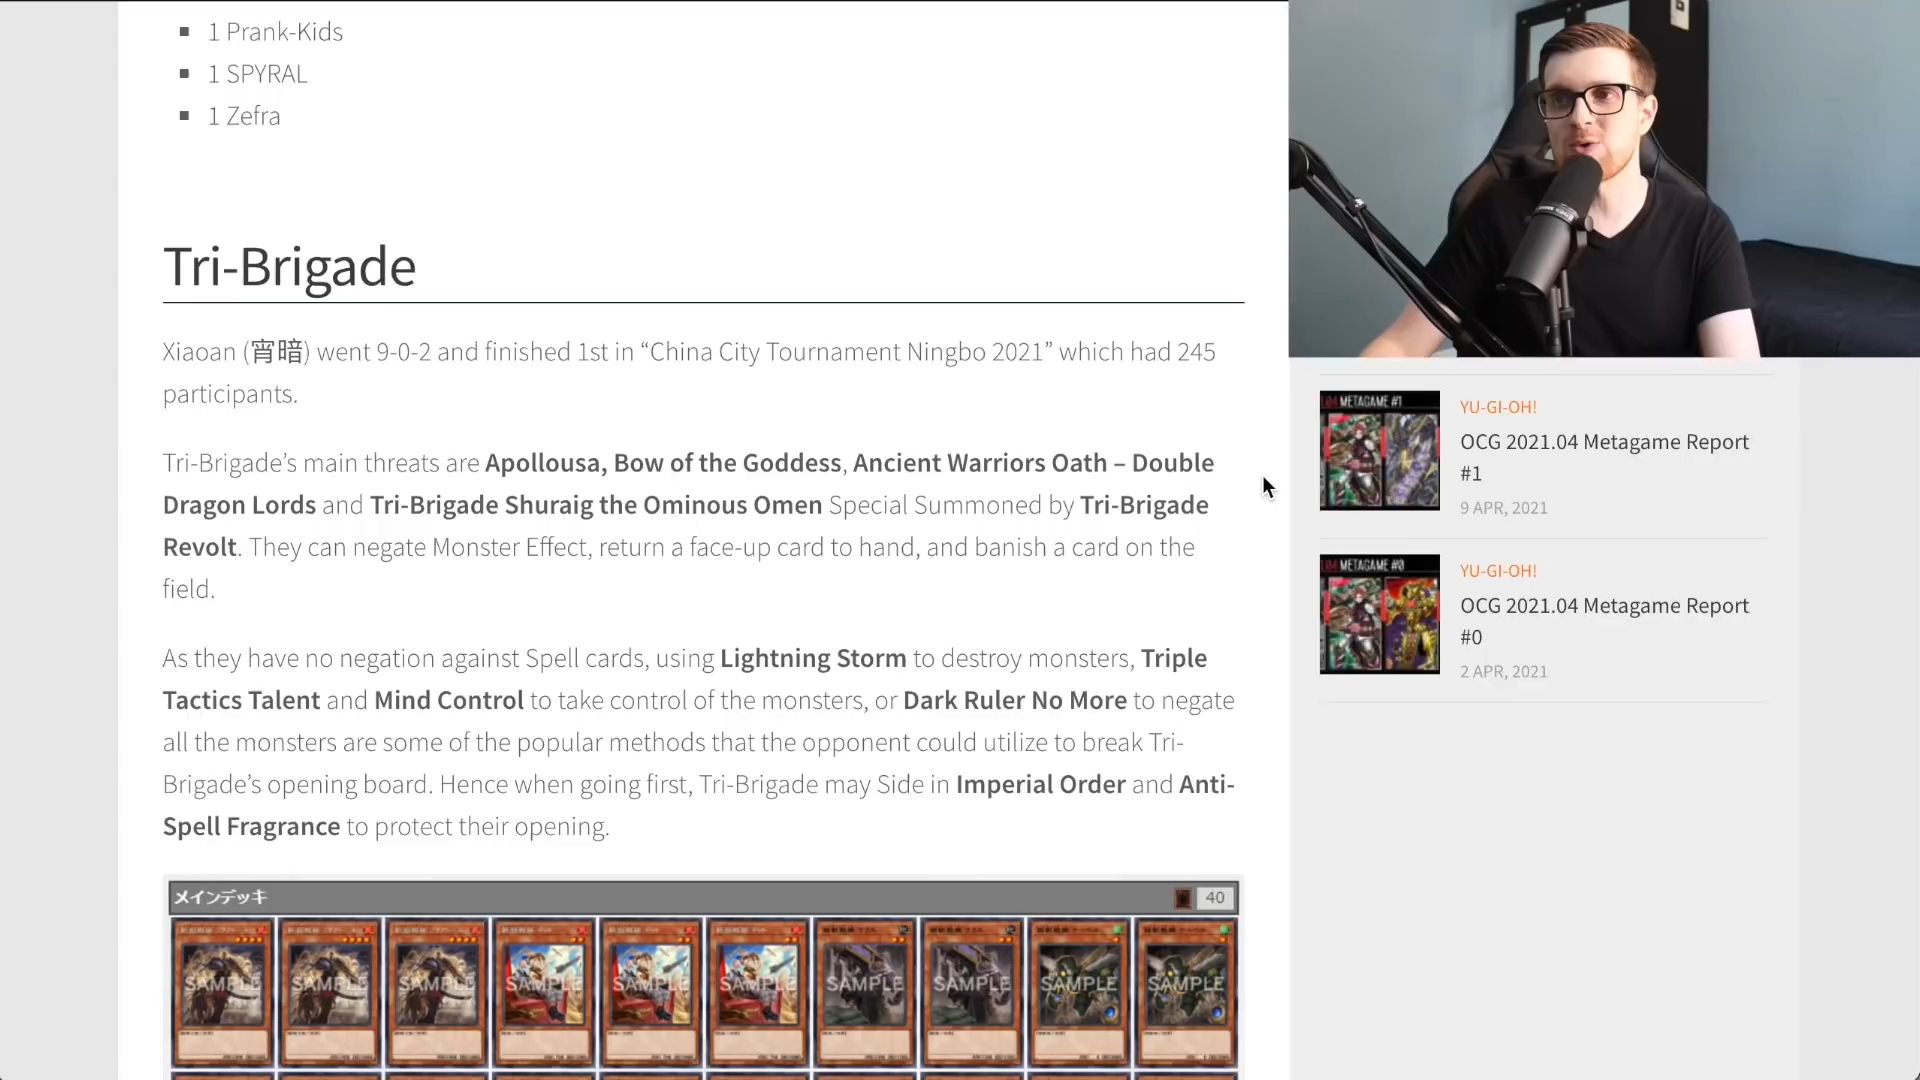 1 Prank-Kids
1 SPYRAL
1 Zefra
Tri-Brigade
Xiaoan (宵暗) went 9-0-2 and finished 1st in “China City Tournament Ningbo 2021” which had 245
participants.
Tri-Brigade’s main threats are Apollousa, Bow of the Goddess, Ancient Warriors Oath – Double
Dragon Lords and Tri-Brigade Shuraig the Ominous Omen Special Summoned by Tri-Brigade
Revolt. They can negate Monster Effect, return a face-up card to hand, and banish a card on the
field.
As they have no negation against Spell cards, using Lightning Storm to destroy monsters, Triple
Tactics Talent and Mind Control to take control of the monsters, or Dark Ruler No More to negate
all the monsters are some of the popular methods that the opponent could utilize to break Tri-
Brigade’s opening board. Hence when going first, Tri-Brigade may Side in Imperial Order and Anti-
Spell Fragrance to protect their opening.
メインデッキ
40
SAMPLE SAMPLE SAMPLE SAMPLE SAMPLE SAMPLE SAMPLE SAMPLE SAMPLE SAMPLE
METAGAME #1
YU-GI-OH!
OCG 2021.04 Metagame Report
#1
9 APR, 2021
METAGAME #0
YU-GI-OH!
OCG 2021.04 Metagame Report
#0
2 APR, 2021